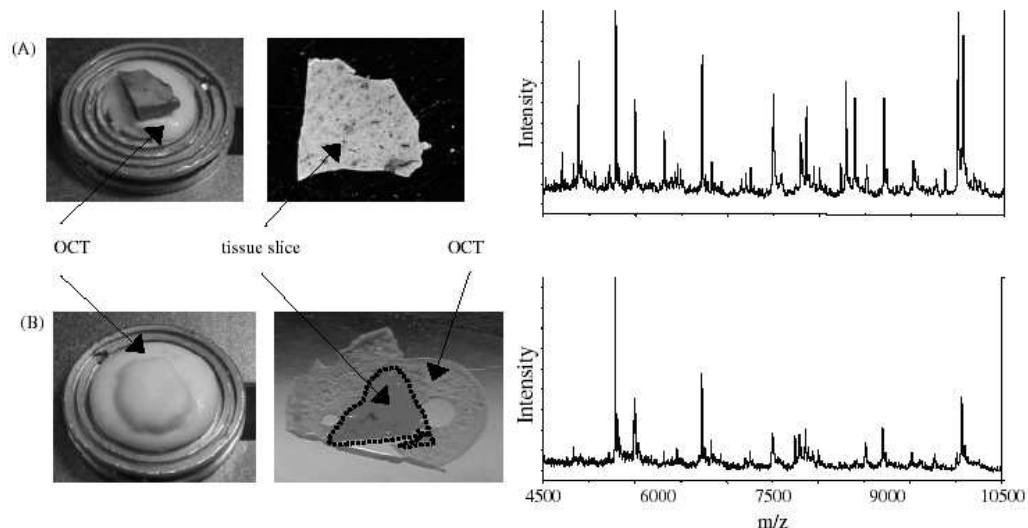 (A)
Intensity
OCT
tissue slice
OCT
(B)
Intensity
4500
6000
7500
9000
10500
m/z